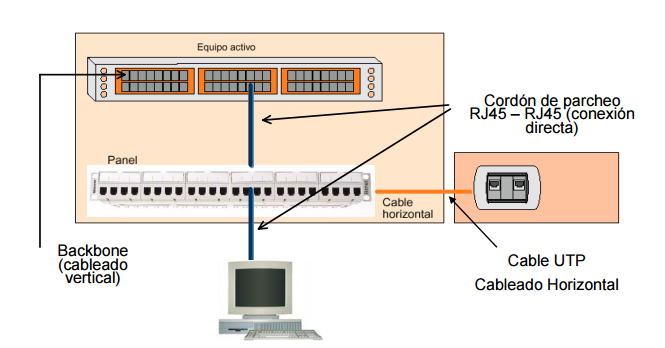 Equipo activo
Cordón de parcheo
RJ45 – RJ45 (conexión
directa)
Panel
Cable
horizontal
Backbone
(cableado
vertical)
Cable UTP
Cableado Horizontal